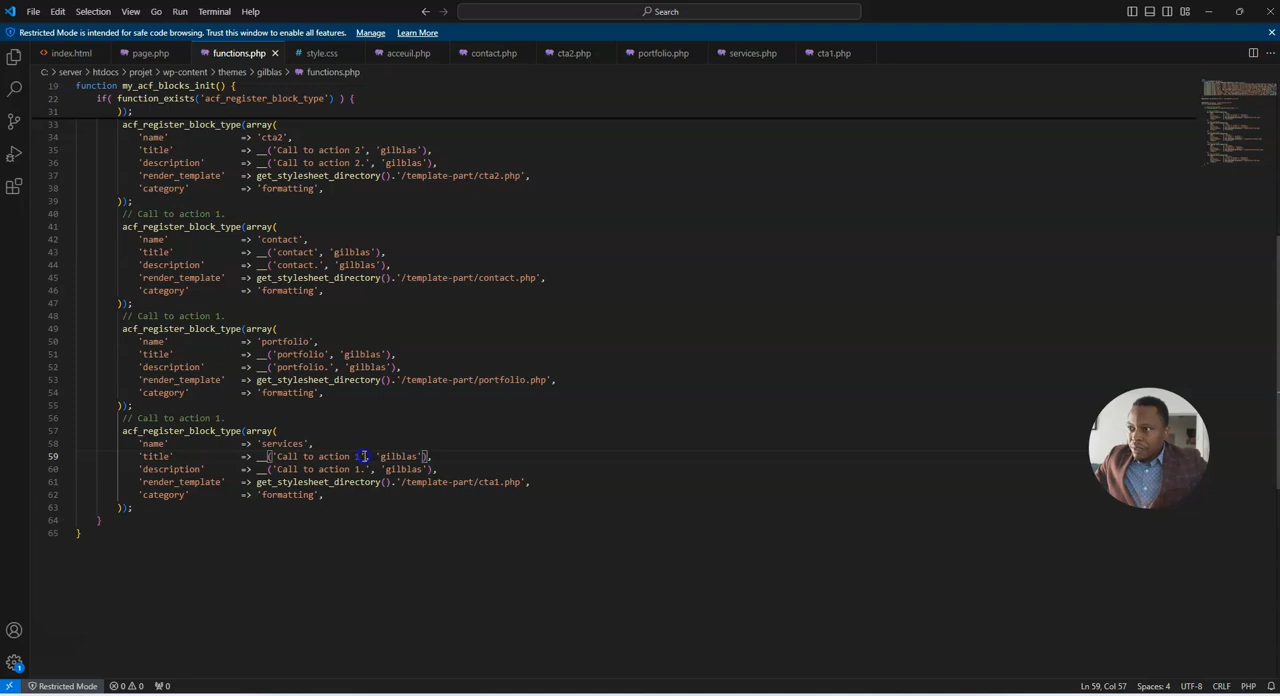 File Edit Selection View Go Run Terminal Help
Search
Restricted Mode is intended for safe code browsing. Trust this window to enable all features. Manage Learn More
index.html page.php functions.php style.css acceuil.php contact.php cta2.php portfolio.php services.php cta1.php
C: > server > htdocs > projet > wp-content > themes > gilblas > functions.php
19 function my_acf_blocks_init() {
22 if( function_exists('acf_register_block_type') ) {
31 ));
33 acf_register_block_type(array(
34 'name' => 'cta2',
35 'title' => __('Call to action 2', 'gilblas'),
36 'description' => __('Call to action 2.', 'gilblas'),
37 'render_template' => get_stylesheet_directory().'/template-part/cta2.php',
38 'category' => 'formatting',
39 ));
40 // Call to action 1.
41 acf_register_block_type(array(
42 'name' => 'contact',
43 'title' => __('contact', 'gilblas'),
44 'description' => __('contact.', 'gilblas'),
45 'render_template' => get_stylesheet_directory().'/template-part/contact.php',
46 'category' => 'formatting',
47 ));
48 // Call to action 1.
49 acf_register_block_type(array(
50 'name' => 'portfolio',
51 'title' => __('portfolio', 'gilblas'),
52 'description' => __('portfolio.', 'gilblas'),
53 'render_template' => get_stylesheet_directory().'/template-part/portfolio.php',
54 'category' => 'formatting',
55 ));
56 // Call to action 1.
57 acf_register_block_type(array(
58 'name' => 'services',
59 'title' => __('Call to action 1', 'gilblas'),
60 'description' => __('Call to action 1.', 'gilblas'),
61 'render_template' => get_stylesheet_directory().'/template-part/cta1.php',
62 'category' => 'formatting',
63 ));
64 }
65 }
Restricted Mode 0 0 0 Ln 59, Col 57 Spaces: 4 UTF-8 CRLF PHP